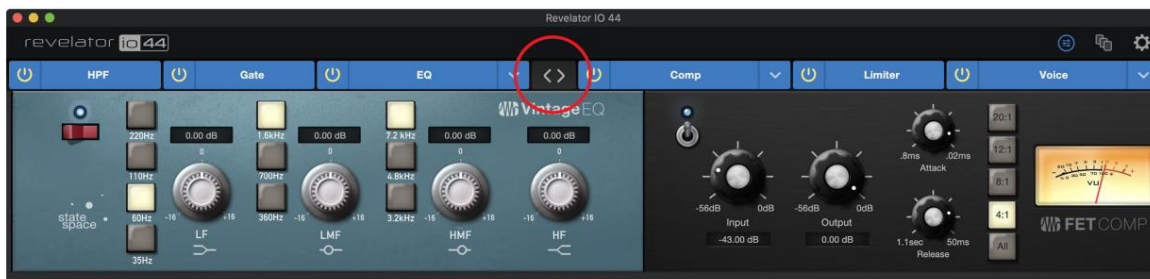 Revelator IO 44
revelator io 44
HPF Gate EQ Comp Limiter Voice
VintageEQ
220Hz 0.00 dB 1.6kHz 0.00 dB 7.2 kHz 0.00 dB 0.00 dB 20:1
0 0 0 0 .8ms .02ms
Attack
12:1
110Hz 700Hz 4.8kHz 8:1
VU
-56dB 0dB -56dB 0dB
state space
60Hz -16 +16 360Hz -16 +16 3.2kHz -16 +16 -16 +16
Input Output 4:1 FET COMP
LF LMF HMF HF
-43.00 dB 0.00 dB 1.1sec 50ms All
Release
35Hz